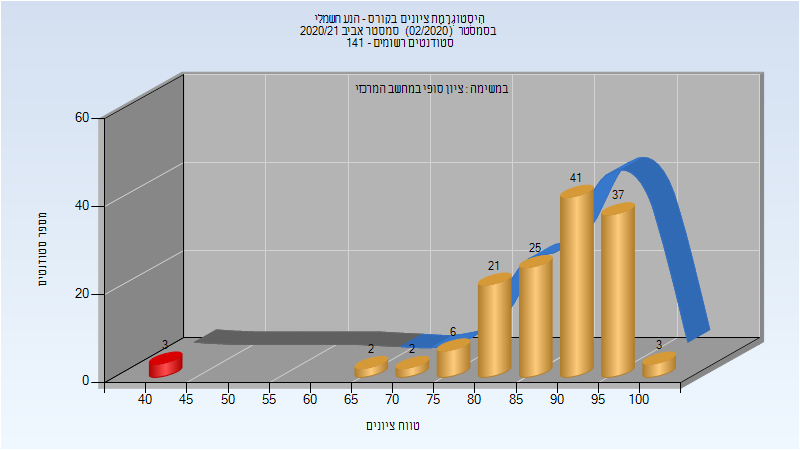 היסטוגרמת ציונים בקורס - הנע חשמלי
בסמסטר (02/2020) סמסטר אביב 2020/21
סטודנטים רשומים - 141
במשימה : ציון סופי במחשב המרכזי
מספר סטודנטים
60
40
20
0
3
2
2
6
21
25
41
37
3
40 45 50 55 60 65 70 75 80 85 90 95 100
טווח ציונים